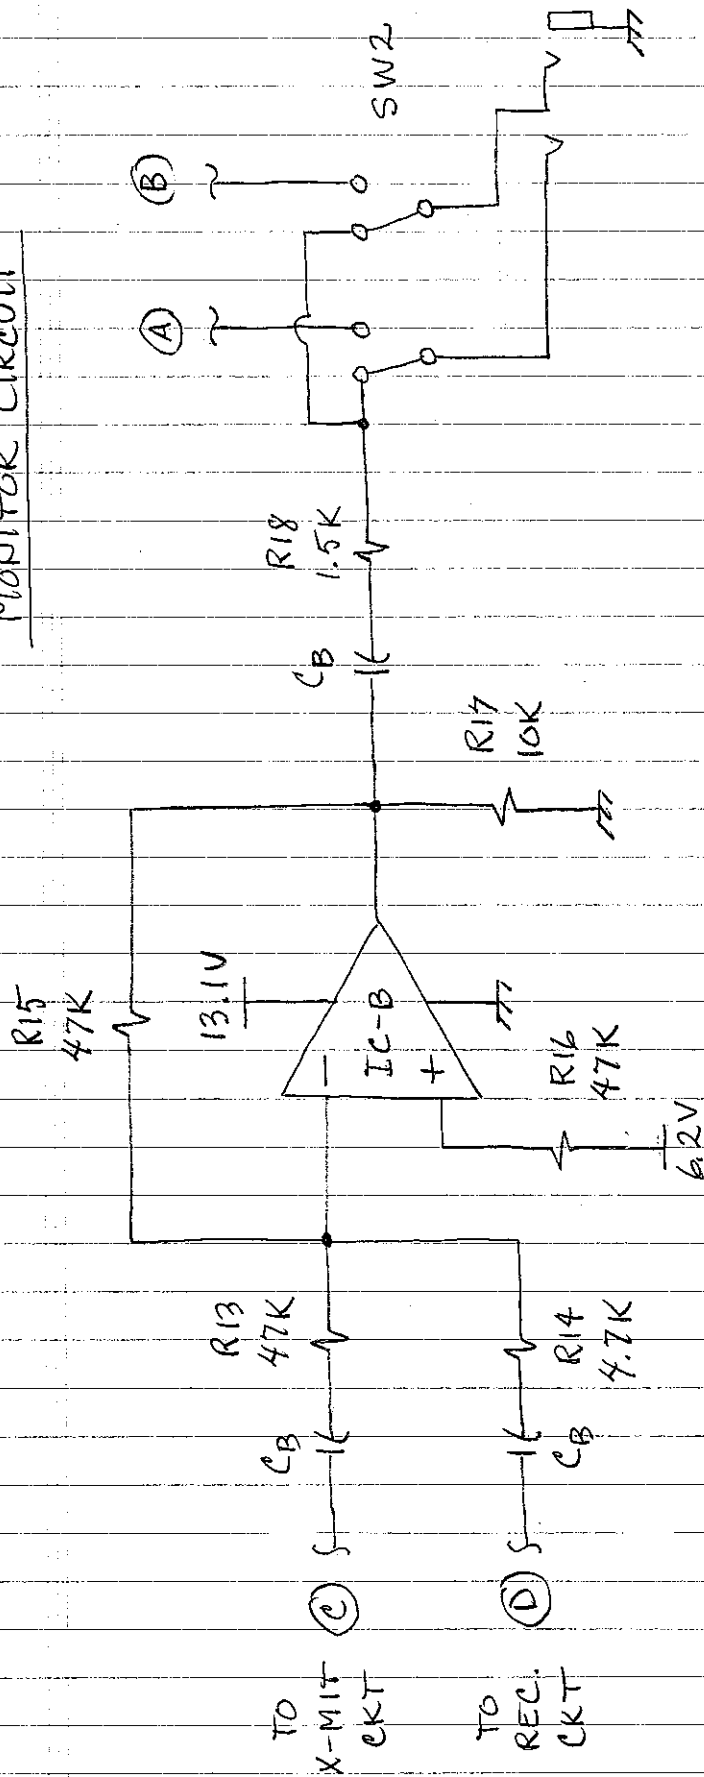 MONITOR CIRCUIT
TO
X-MIT
CKT
C
CB
R13
47K
TO
REC.
CKT
D
CB
R14
4.7K
R15
47K
13.1V
IC-B
−
+
R16
47K
6.2V
R17
10K
CB
R18
1.5K
A
B
SW2